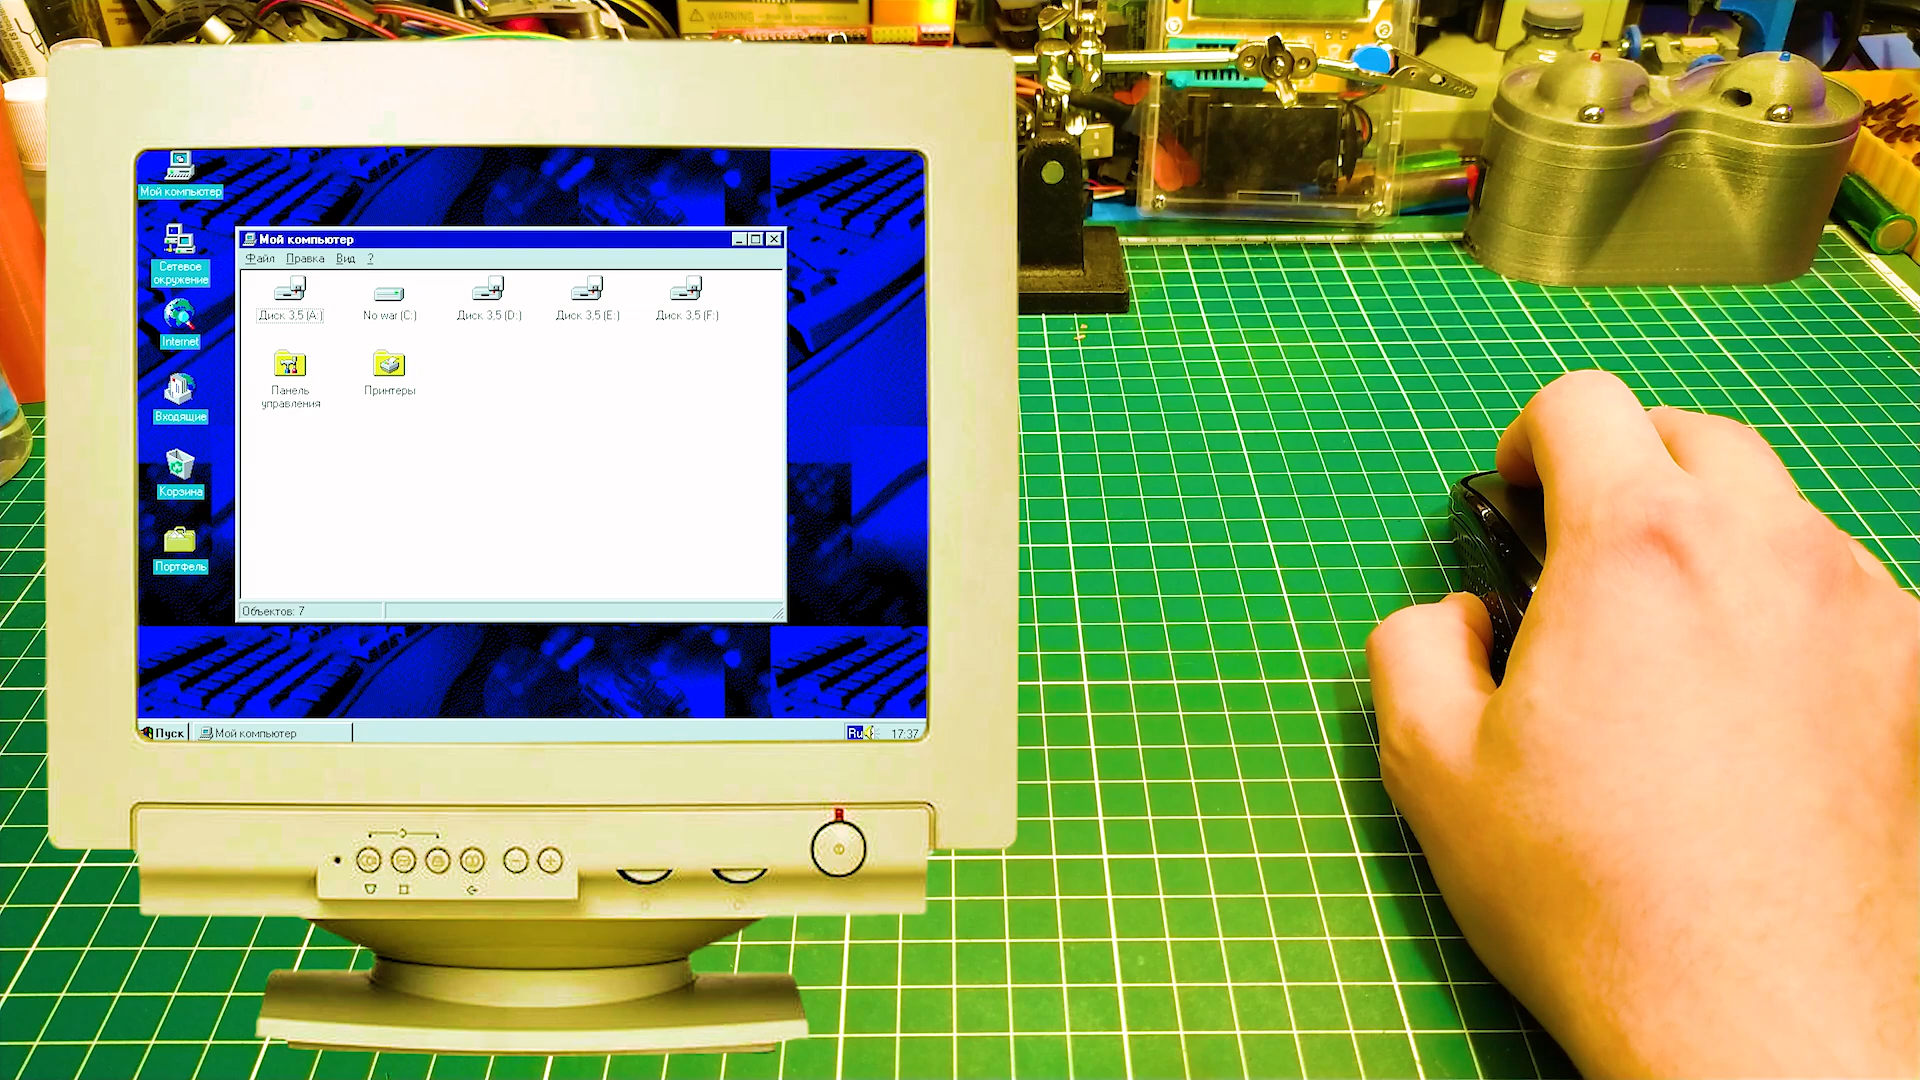 WARNING
Мой компьютер
Сетевое
окружение
Internet
Входящие
Корзина
Портфель
Мой компьютер
Файл Правка Вид ?
Диск 3,5 (A:) No war (C:) Диск 3,5 (D:) Диск 3,5 (E:) Диск 3,5 (F:)
Панель
управления
Принтеры
Объектов: 7
Пуск Мой компьютер Ru 17:37